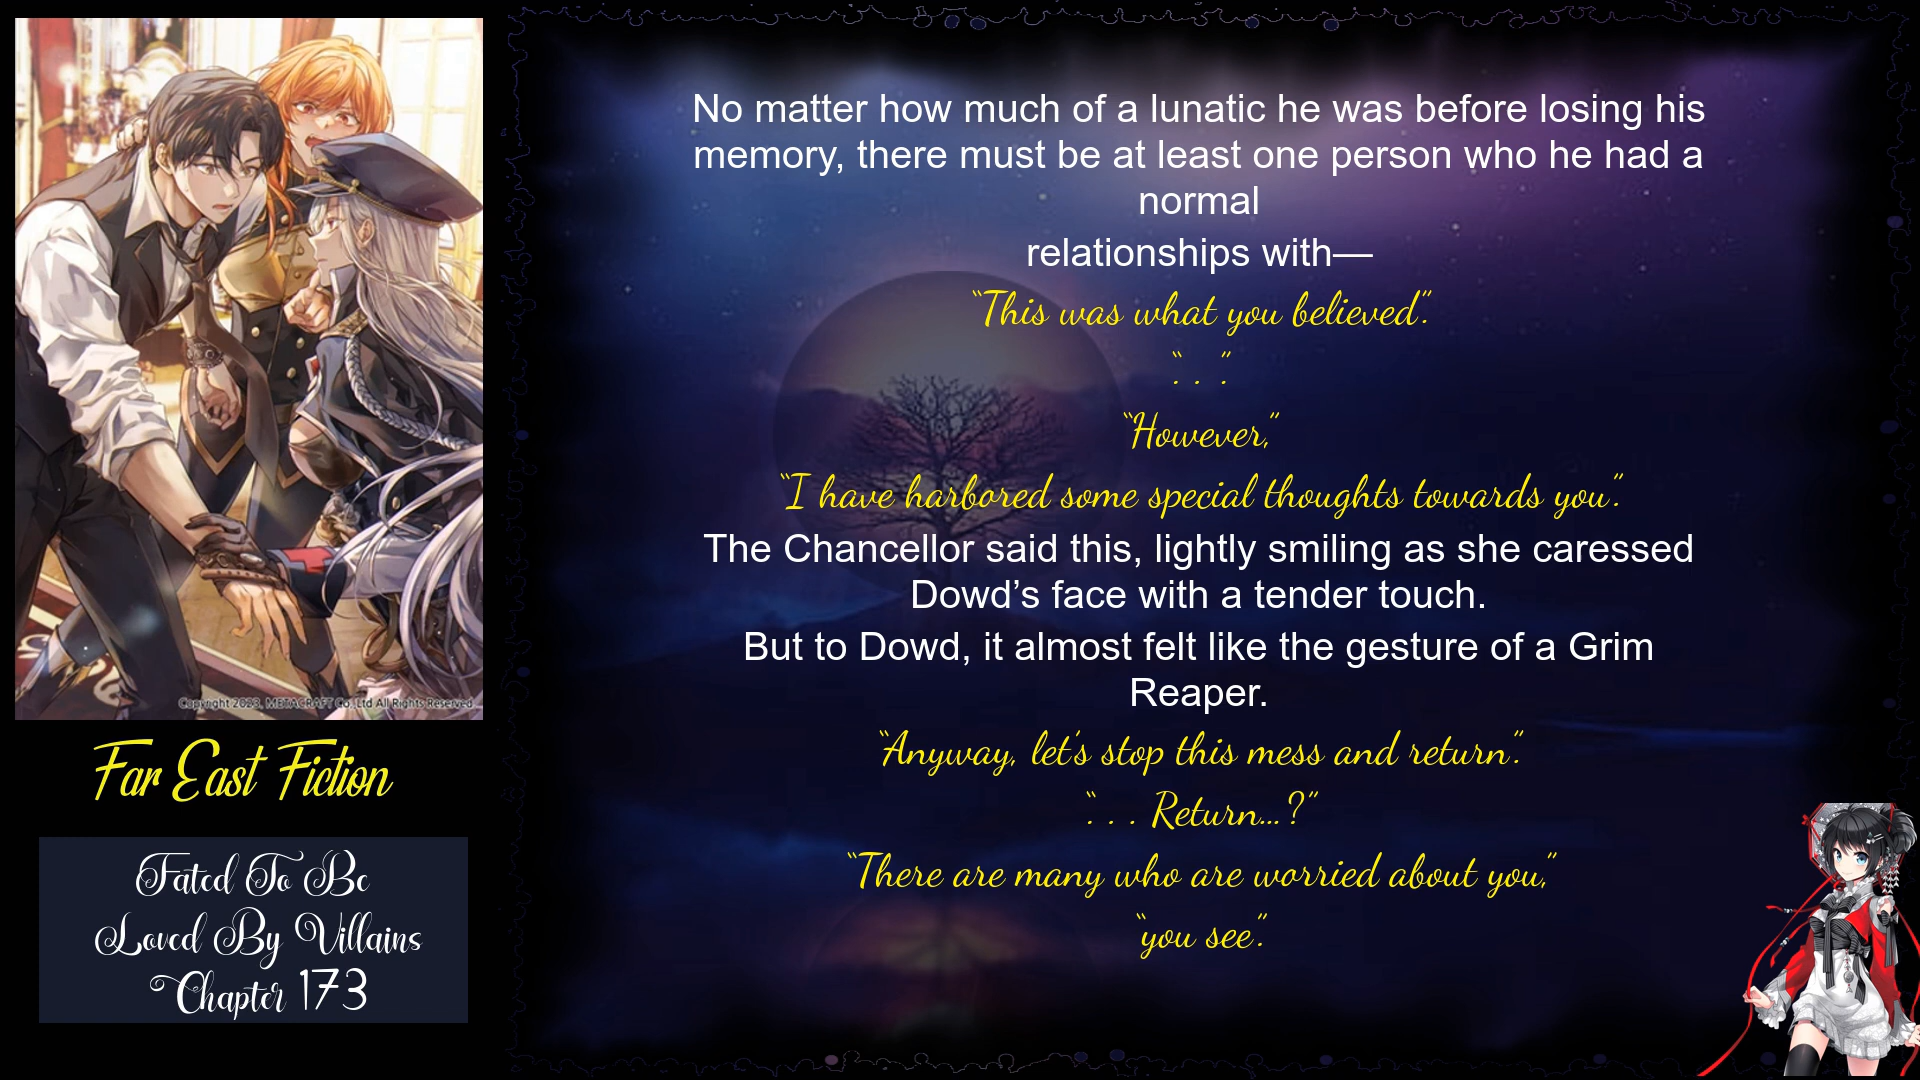 No matter how much of a lunatic he was before losing his
memory, there must be at least one person who he had a
normal
relationships with—
“This was what you believed”.
“. . .”
“However,”
“I have harbored some special thoughts towards you”.
The Chancellor said this, lightly smiling as she caressed
Dowd’s face with a tender touch.
But to Dowd, it almost felt like the gesture of a Grim
Reaper.
“Anyway, let’s stop this mess and return”.
“. . . Return…?”
“There are many who are worried about you,”
“you see”.
Copyright 2023. METACRAFT Co.,Ltd All Rights Reserved.
Far East Fiction
Fated To Be
Loved By Villains
Chapter 173